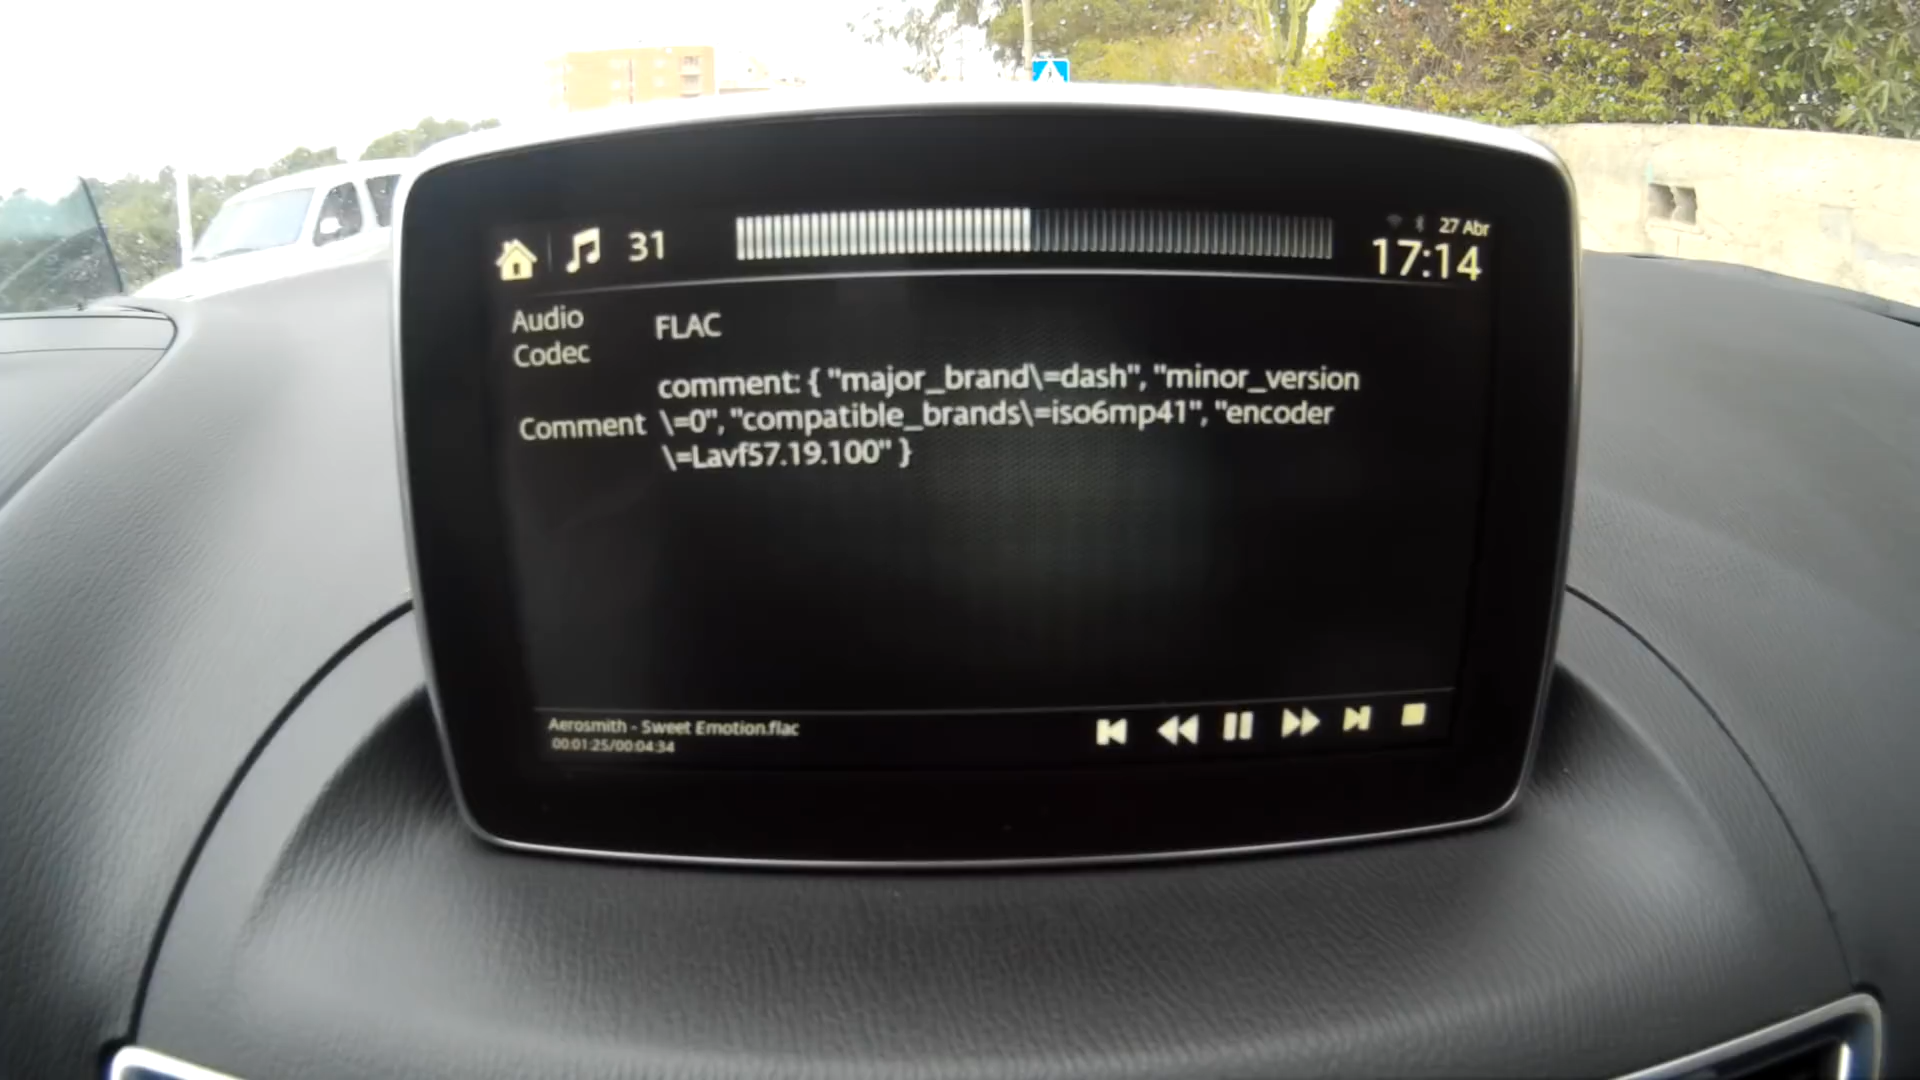 31
27 Abr
17:14
Audio
Codec
FLAC
Comment
comment: { "major_brand\=dash", "minor_version
\=0", "compatible_brands\=iso6mp41", "encoder
\=Lavf57.19.100" }
Aerosmith - Sweet Emotion.flac
00:01:25/00:04:34